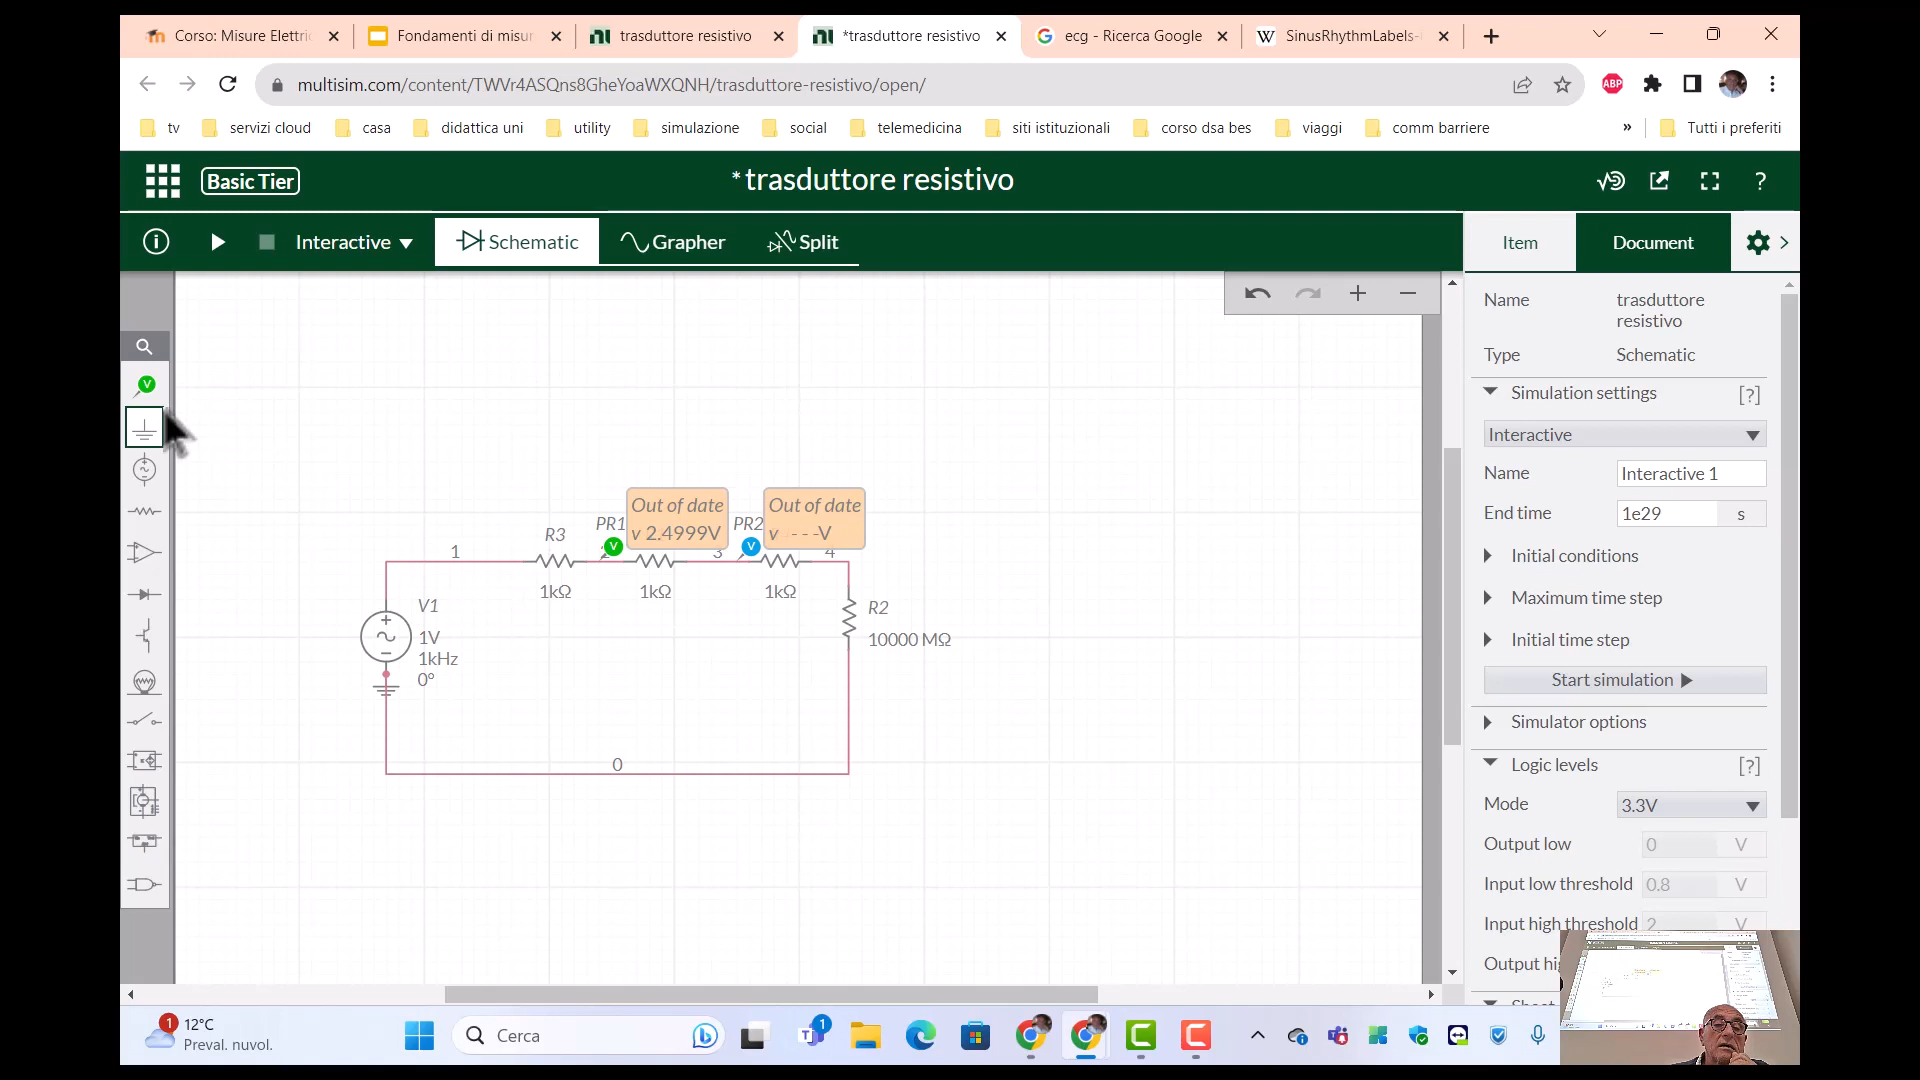 Corso: Misure Elettri
Fondamenti di misur
trasduttore resistivo
*trasduttore resistivo
ecg - Ricerca Google
SinusRhythmLabels-
multisim.com/content/TWVr4ASQns8GheYoaWXQNH/trasduttore-resistivo/open/
ABP
tv
servizi cloud
casa
didattica uni
utility
simulazione
social
telemedicina
siti istituzionali
corso dsa bes
viaggi
comm barriere
»
Tutti i preferiti
Basic Tier
*trasduttore resistivo
?
Interactive
Schematic
Grapher
Split
Item
Document
Name
trasduttore
resistivo
Type
Schematic
Simulation settings
[?]
Interactive
Name
Interactive 1
End time
1e29
s
Initial conditions
Maximum time step
Initial time step
Start simulation
Simulator options
Logic levels
[?]
Mode
3.3V
Output low
0
V
Input low threshold
0.8
V
Input high threshold
2
V
V
Out of date
v 2.4999V
Out of date
v - - -V
R3
PR1
V
PR2
V
1
3
4
1kΩ
1kΩ
1kΩ
V1
1V
1kHz
0°
R2
10000 MΩ
0
1
12°C
Preval. nuvol.
Cerca
1